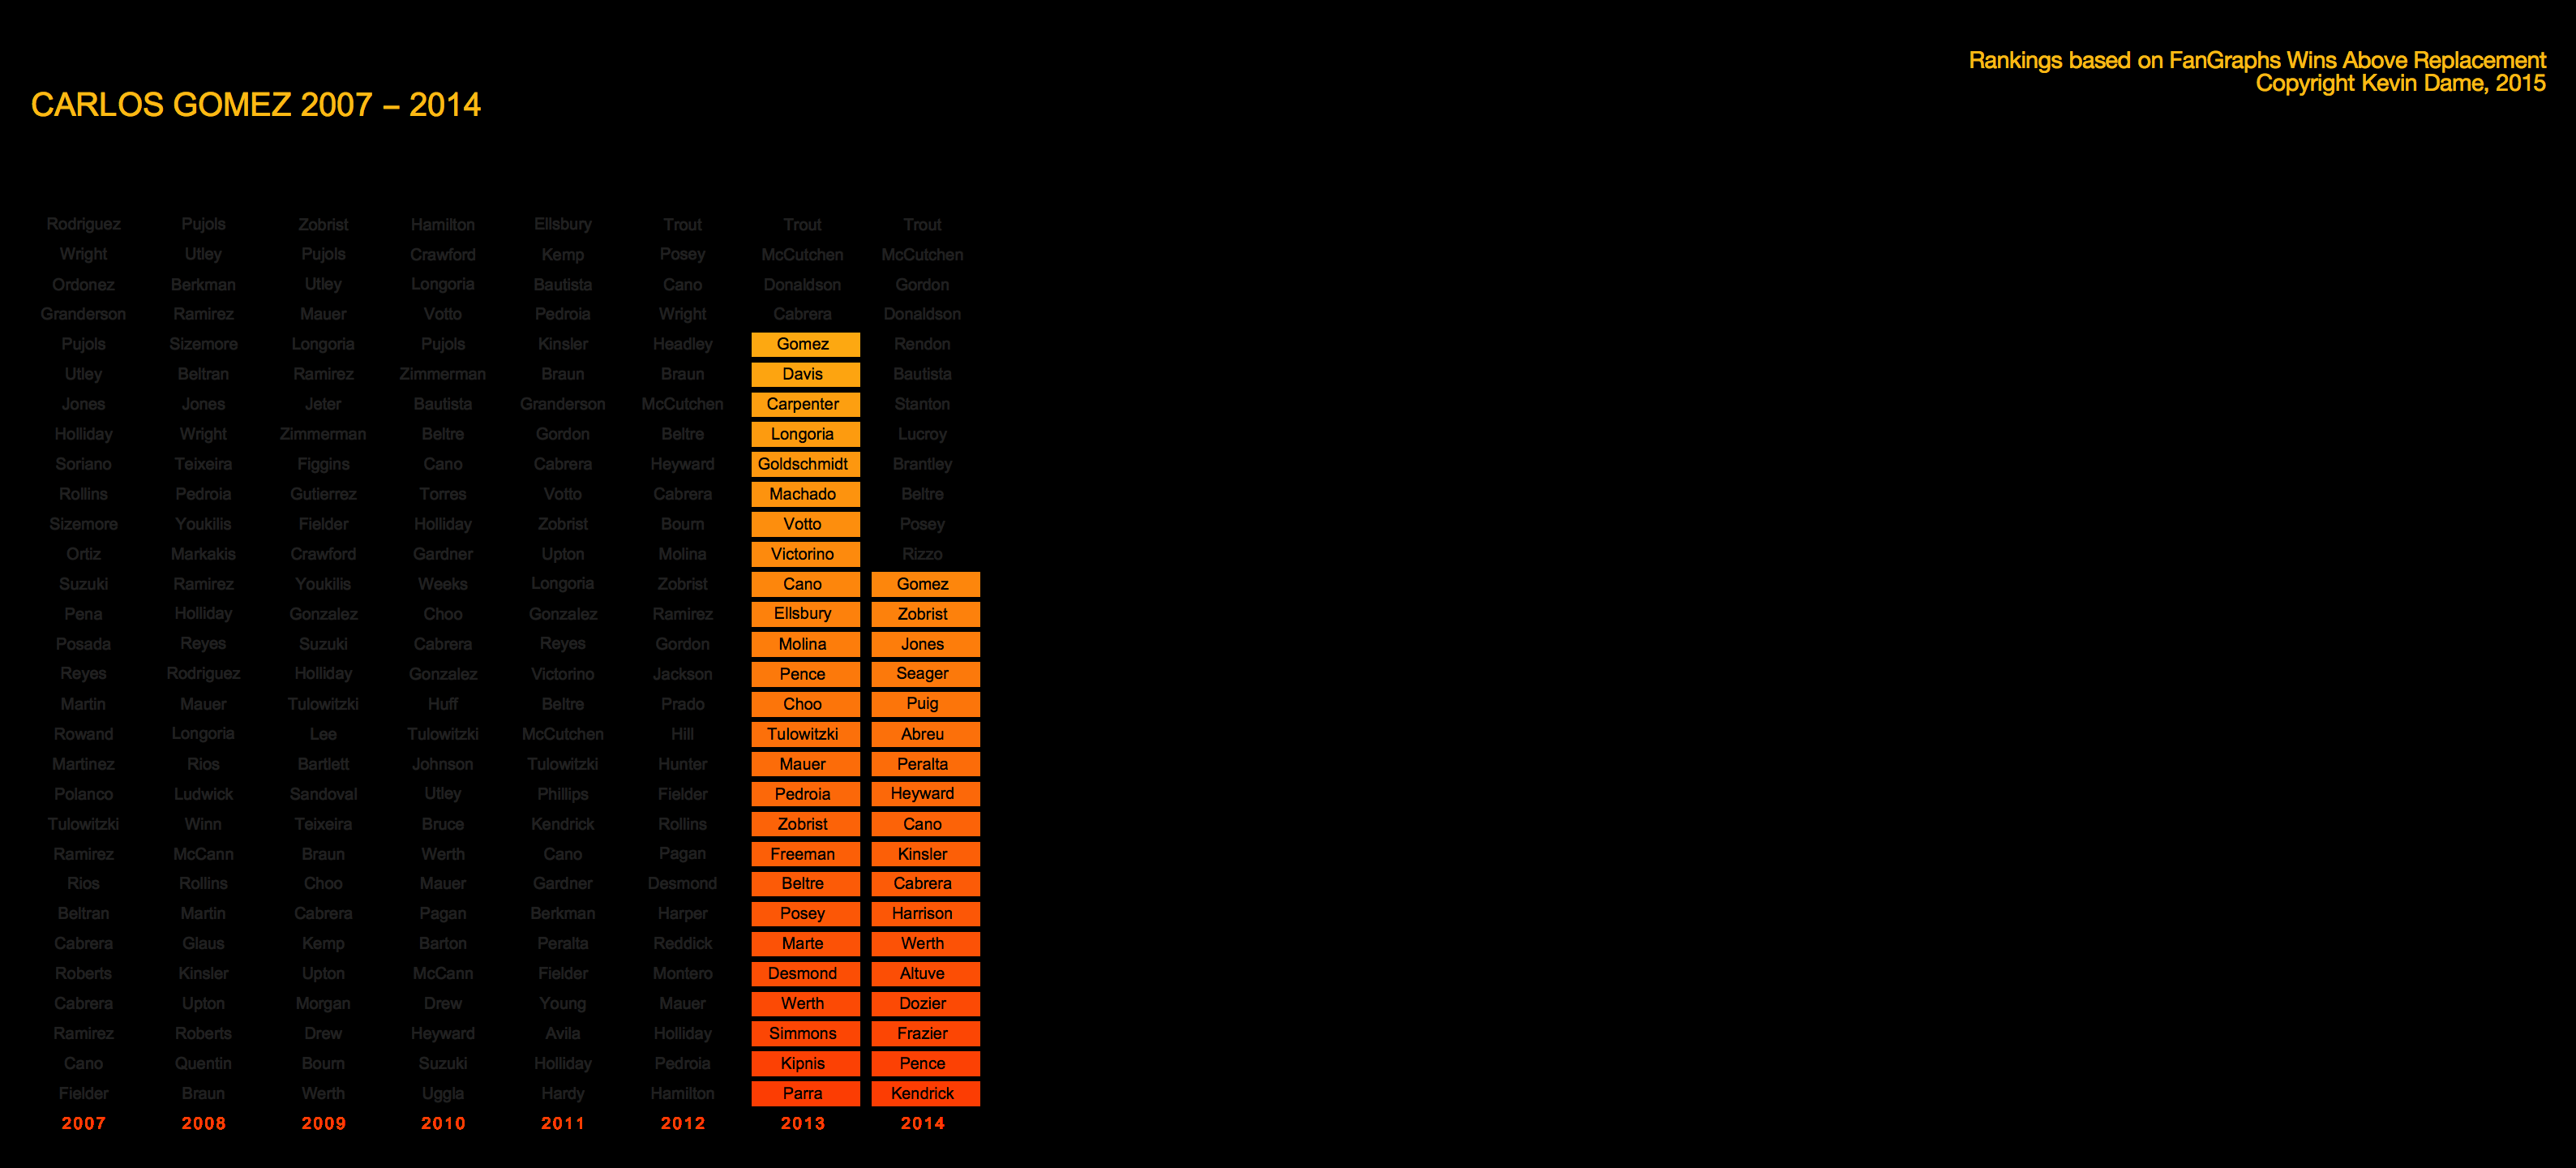 Rankings based on FanGraphs Wins Above Replacement
Copyright Kevin Dame, 2015
CARLOS GOMEZ 2007 – 2014
Rodriguez Pujols Zobrist Hamilton Ellsbury Trout Trout Trout
Wright Utley Pujols Crawford Kemp Posey McCutchen McCutchen
Ordonez Berkman Utley Longoria Bautista Cano Donaldson Gordon
Granderson Ramirez Mauer Votto Pedroia Wright Cabrera Donaldson
Pujols Sizemore Longoria Pujols Kinsler Headley Gomez Rendon
Utley Beltran Ramirez Zimmerman Braun Braun Davis Bautista
Jones Jones Jeter Bautista Granderson McCutchen Carpenter Stanton
Holliday Wright Zimmerman Beltre Gordon Beltre Longoria Lucroy
Soriano Teixeira Figgins Cano Cabrera Heyward Goldschmidt Brantley
Rollins Pedroia Gutierrez Torres Votto Cabrera Machado Beltre
Sizemore Youkilis Fielder Holliday Zobrist Bourn Votto Posey
Ortiz Markakis Crawford Gardner Upton Molina Victorino Rizzo
Suzuki Ramirez Youkilis Weeks Longoria Zobrist Cano Gomez
Pena Holliday Gonzalez Choo Gonzalez Ramirez Ellsbury Zobrist
Posada Reyes Suzuki Cabrera Reyes Gordon Molina Jones
Reyes Rodriguez Holliday Gonzalez Victorino Jackson Pence Seager
Martin Mauer Tulowitzki Huff Beltre Prado Choo Puig
Rowand Longoria Lee Tulowitzki McCutchen Hill Tulowitzki Abreu
Martinez Rios Bartlett Johnson Tulowitzki Hunter Mauer Peralta
Polanco Ludwick Sandoval Utley Phillips Fielder Pedroia Heyward
Tulowitzki Winn Teixeira Bruce Kendrick Rollins Zobrist Cano
Ramirez McCann Braun Werth Cano Pagan Freeman Kinsler
Rios Rollins Choo Mauer Gardner Desmond Beltre Cabrera
Beltran Martin Cabrera Pagan Berkman Harper Posey Harrison
Cabrera Glaus Kemp Barton Peralta Reddick Marte Werth
Roberts Kinsler Upton McCann Fielder Montero Desmond Altuve
Cabrera Upton Morgan Drew Young Mauer Werth Dozier
Ramirez Roberts Drew Heyward Avila Holliday Simmons Frazier
Cano Quentin Bourn Suzuki Holliday Pedroia Kipnis Pence
Fielder Braun Werth Uggla Hardy Hamilton Parra Kendrick
2007 2008 2009 2010 2011 2012 2013 2014